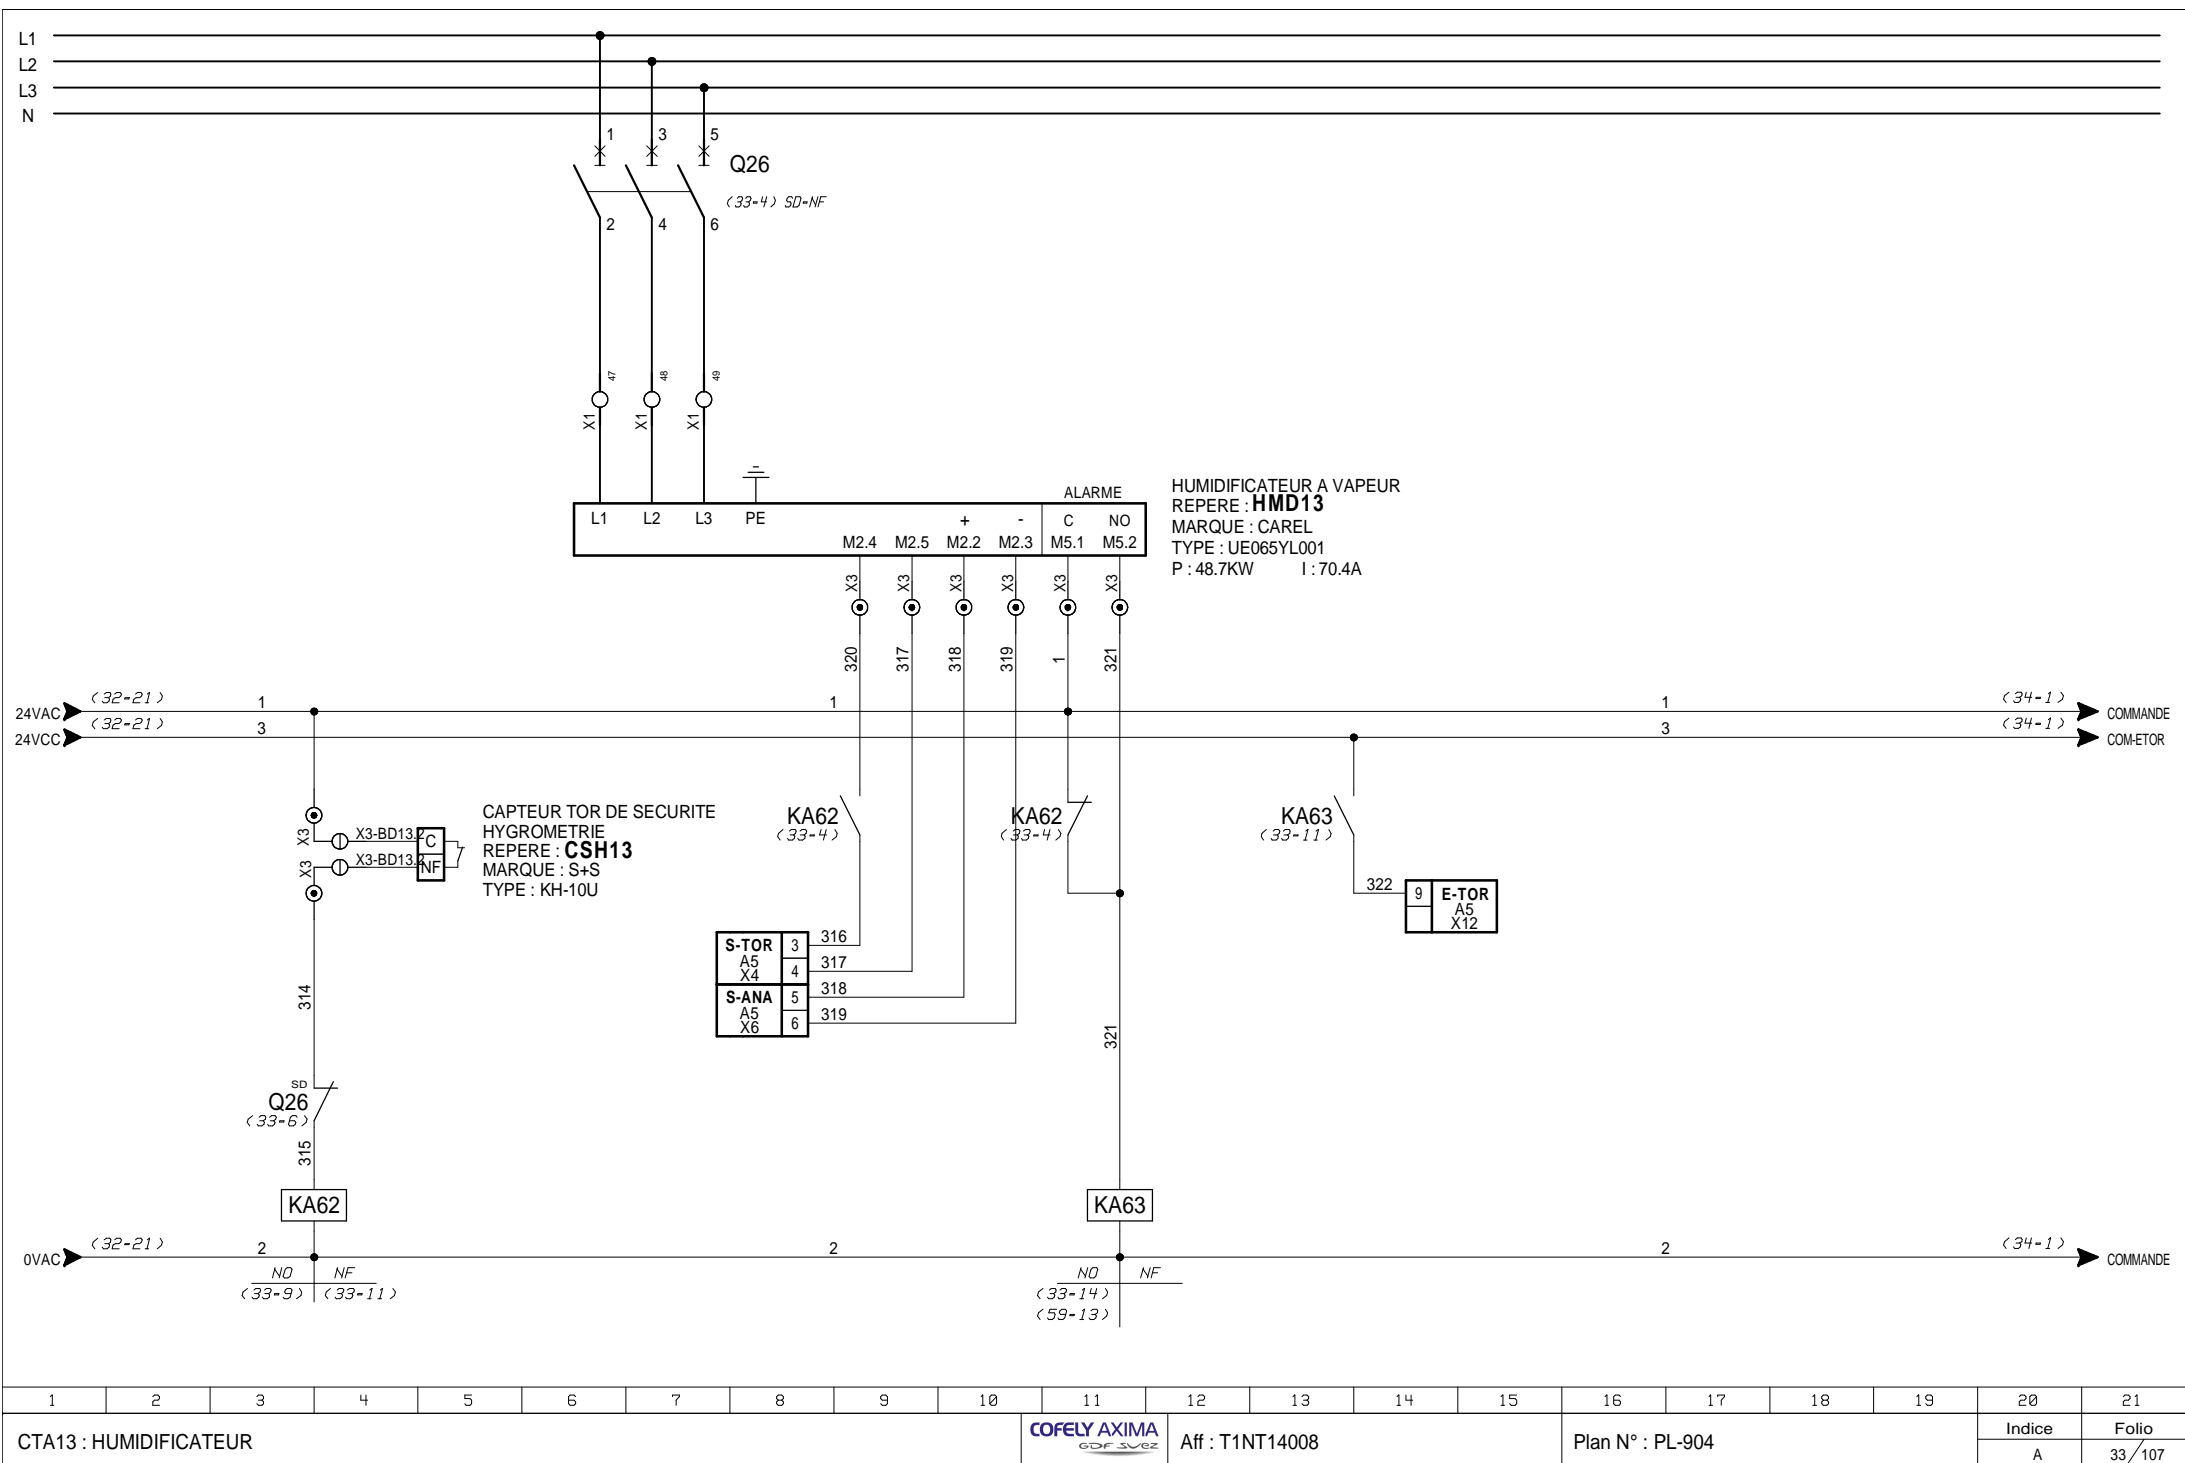 L1
L2
L3
N
1 3 5
Q26
(33-4) SD-NF
2 4 6
47 48 49
X1 X1 X1
ALARME
L1 L2 L3 PE + - C NO
M2.4 M2.5 M2.2 M2.3 M5.1 M5.2
HUMIDIFICATEUR A VAPEUR
REPERE : HMD13
MARQUE : CAREL
TYPE : UE065YL001
P : 48.7KW I : 70.4A
X3 X3 X3 X3 X3 X3
320 317 318 319 1 321
24VAC (32-21) 1 1 1 (34-1) COMMANDE
24VCC (32-21) 3 3 (34-1) COM-ETOR
X3 X3-BD13.2 C
X3 X3-BD13.2 NF
CAPTEUR TOR DE SECURITE
HYGROMETRIE
REPERE : CSH13
MARQUE : S+S
TYPE : KH-10U
KA62
(33-4)
KA62
(33-4)
KA63
(33-11)
322 9 E-TOR
A5
X12
S-TOR 3 316
A5
X4 4 317
S-ANA 5 318
A5
X6 6 319
314
321
SD
Q26
(33-6)
315
KA62
KA63
0VAC (32-21) 2 2 2 (34-1) COMMANDE
NO NF
(33-9) (33-11)
NO NF
(33-14)
(59-13)
1 2 3 4 5 6 7 8 9 10 11 12 13 14 15 16 17 18 19 20 21
CTA13 : HUMIDIFICATEUR
COFELY AXIMA
GDF SUEZ
Aff : T1NT14008
Plan N° : PL-904
Indice
A
Folio
33/107